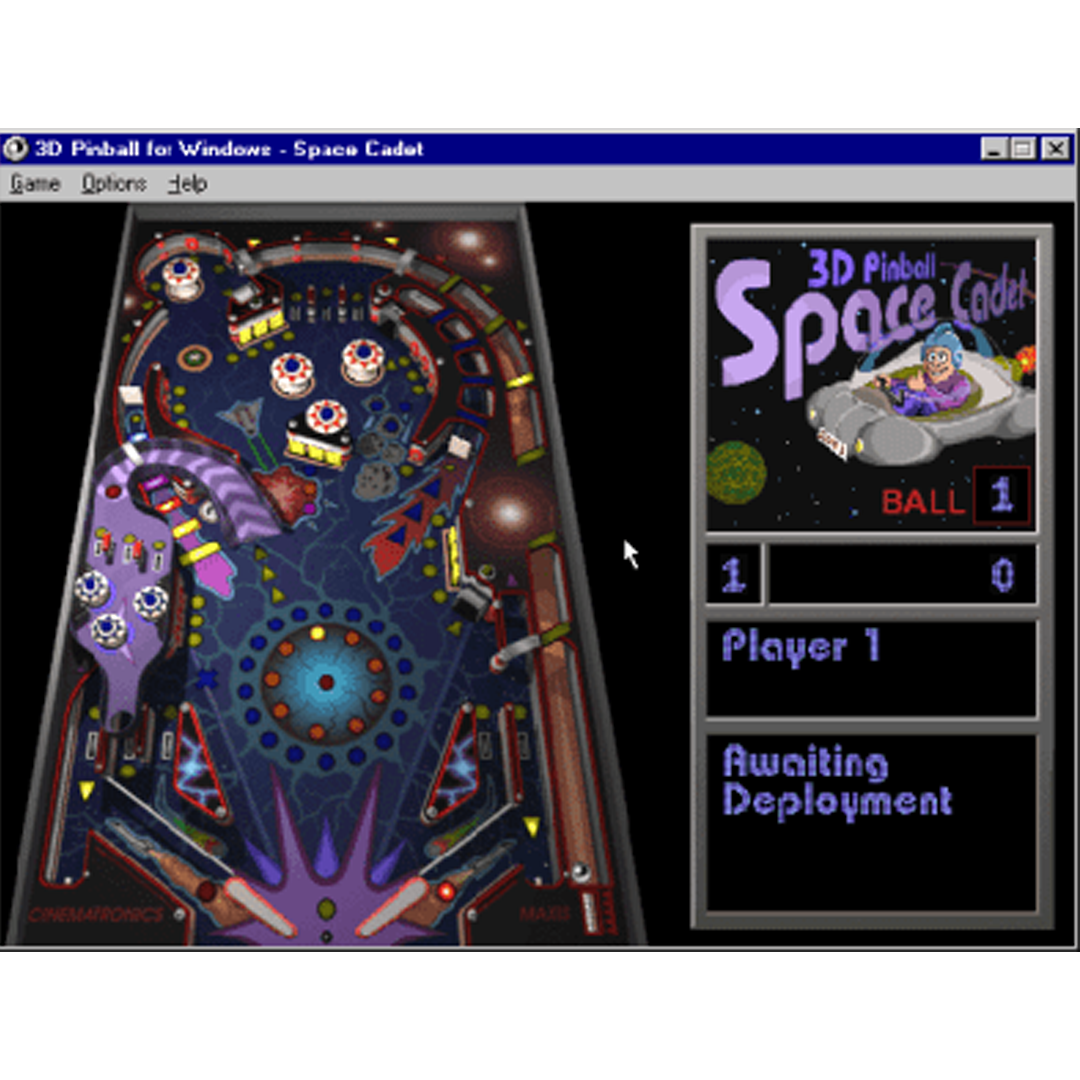 3D Pinball for Windows - Space Cadet
Game Options Help
3D Pinball
Space Cadet
BALL 1
1 0
Player 1
Awaiting
Deployment
CINEMATRONICS
MAXIS